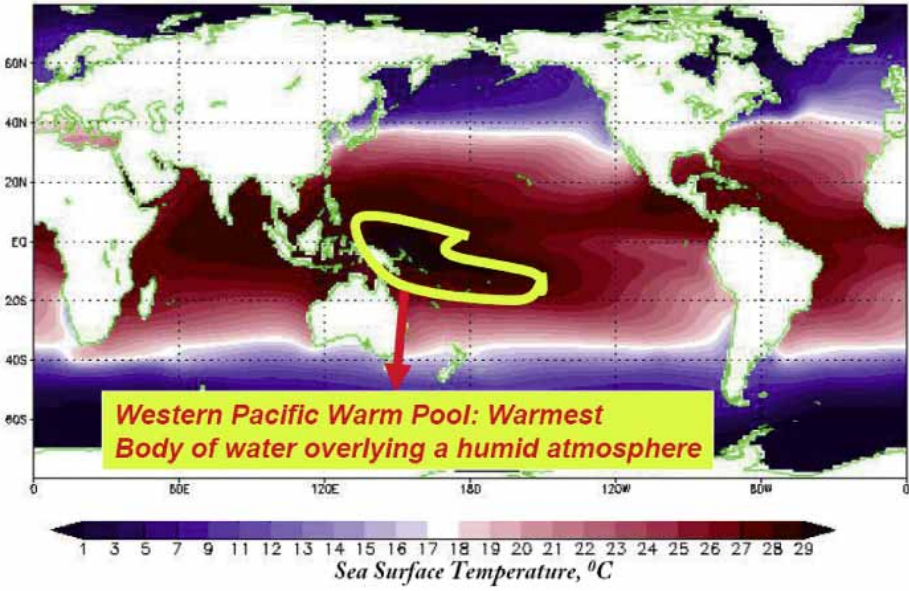 60N
40N
20N
EQ
20S
40S
60S
Western Pacific Warm Pool: Warmest
Body of water overlying a humid atmosphere
0 60E 120E 180 120W 60W 0
1 3 5 7 9 11 12 13 14 15 16 17 18 19 20 21 22 23 24 25 26 27 28 29
Sea Surface Temperature, ⁰C